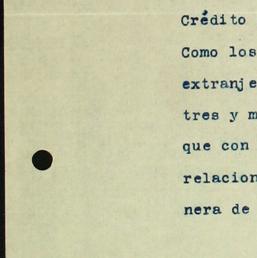 Crédito
Como los
extranje
tres y m
que con
relacion
nera de